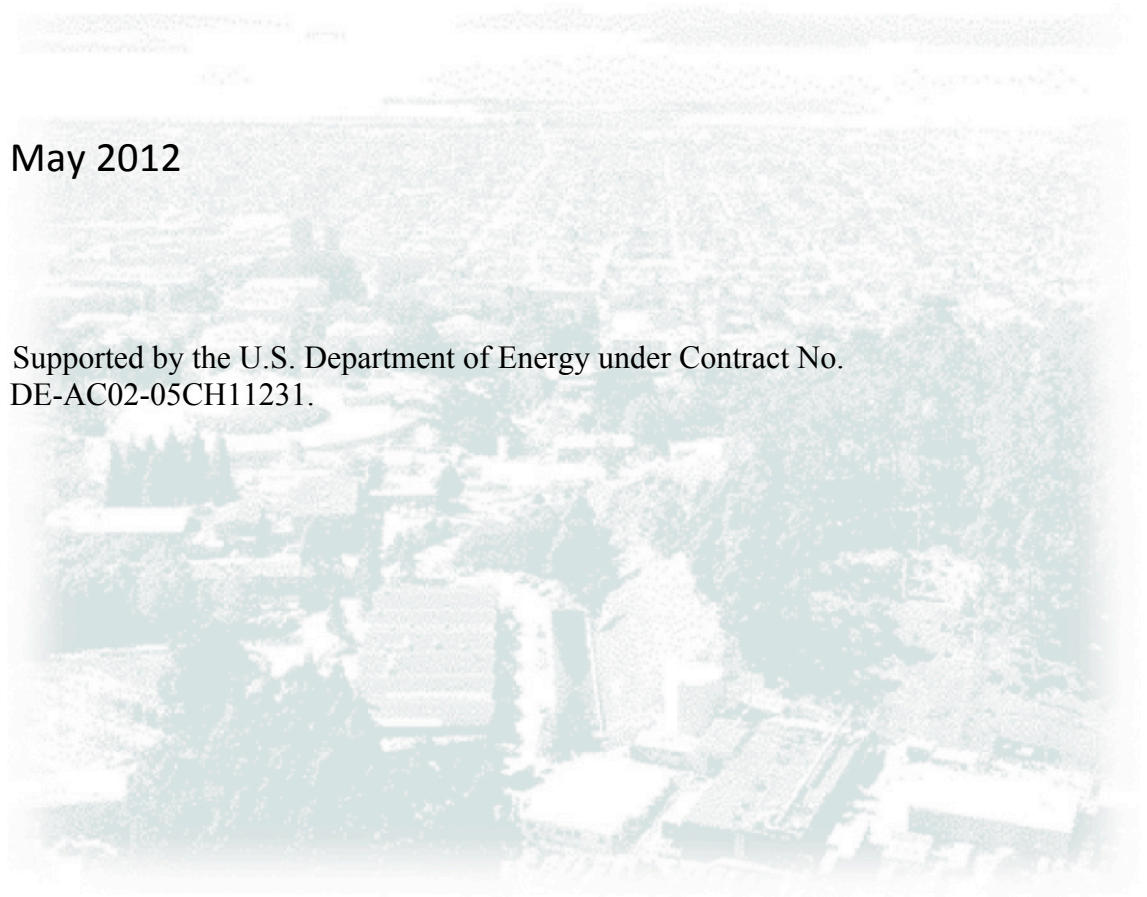 May 2012
Supported by the U.S. Department of Energy under Contract No.
DE-AC02-05CH11231.